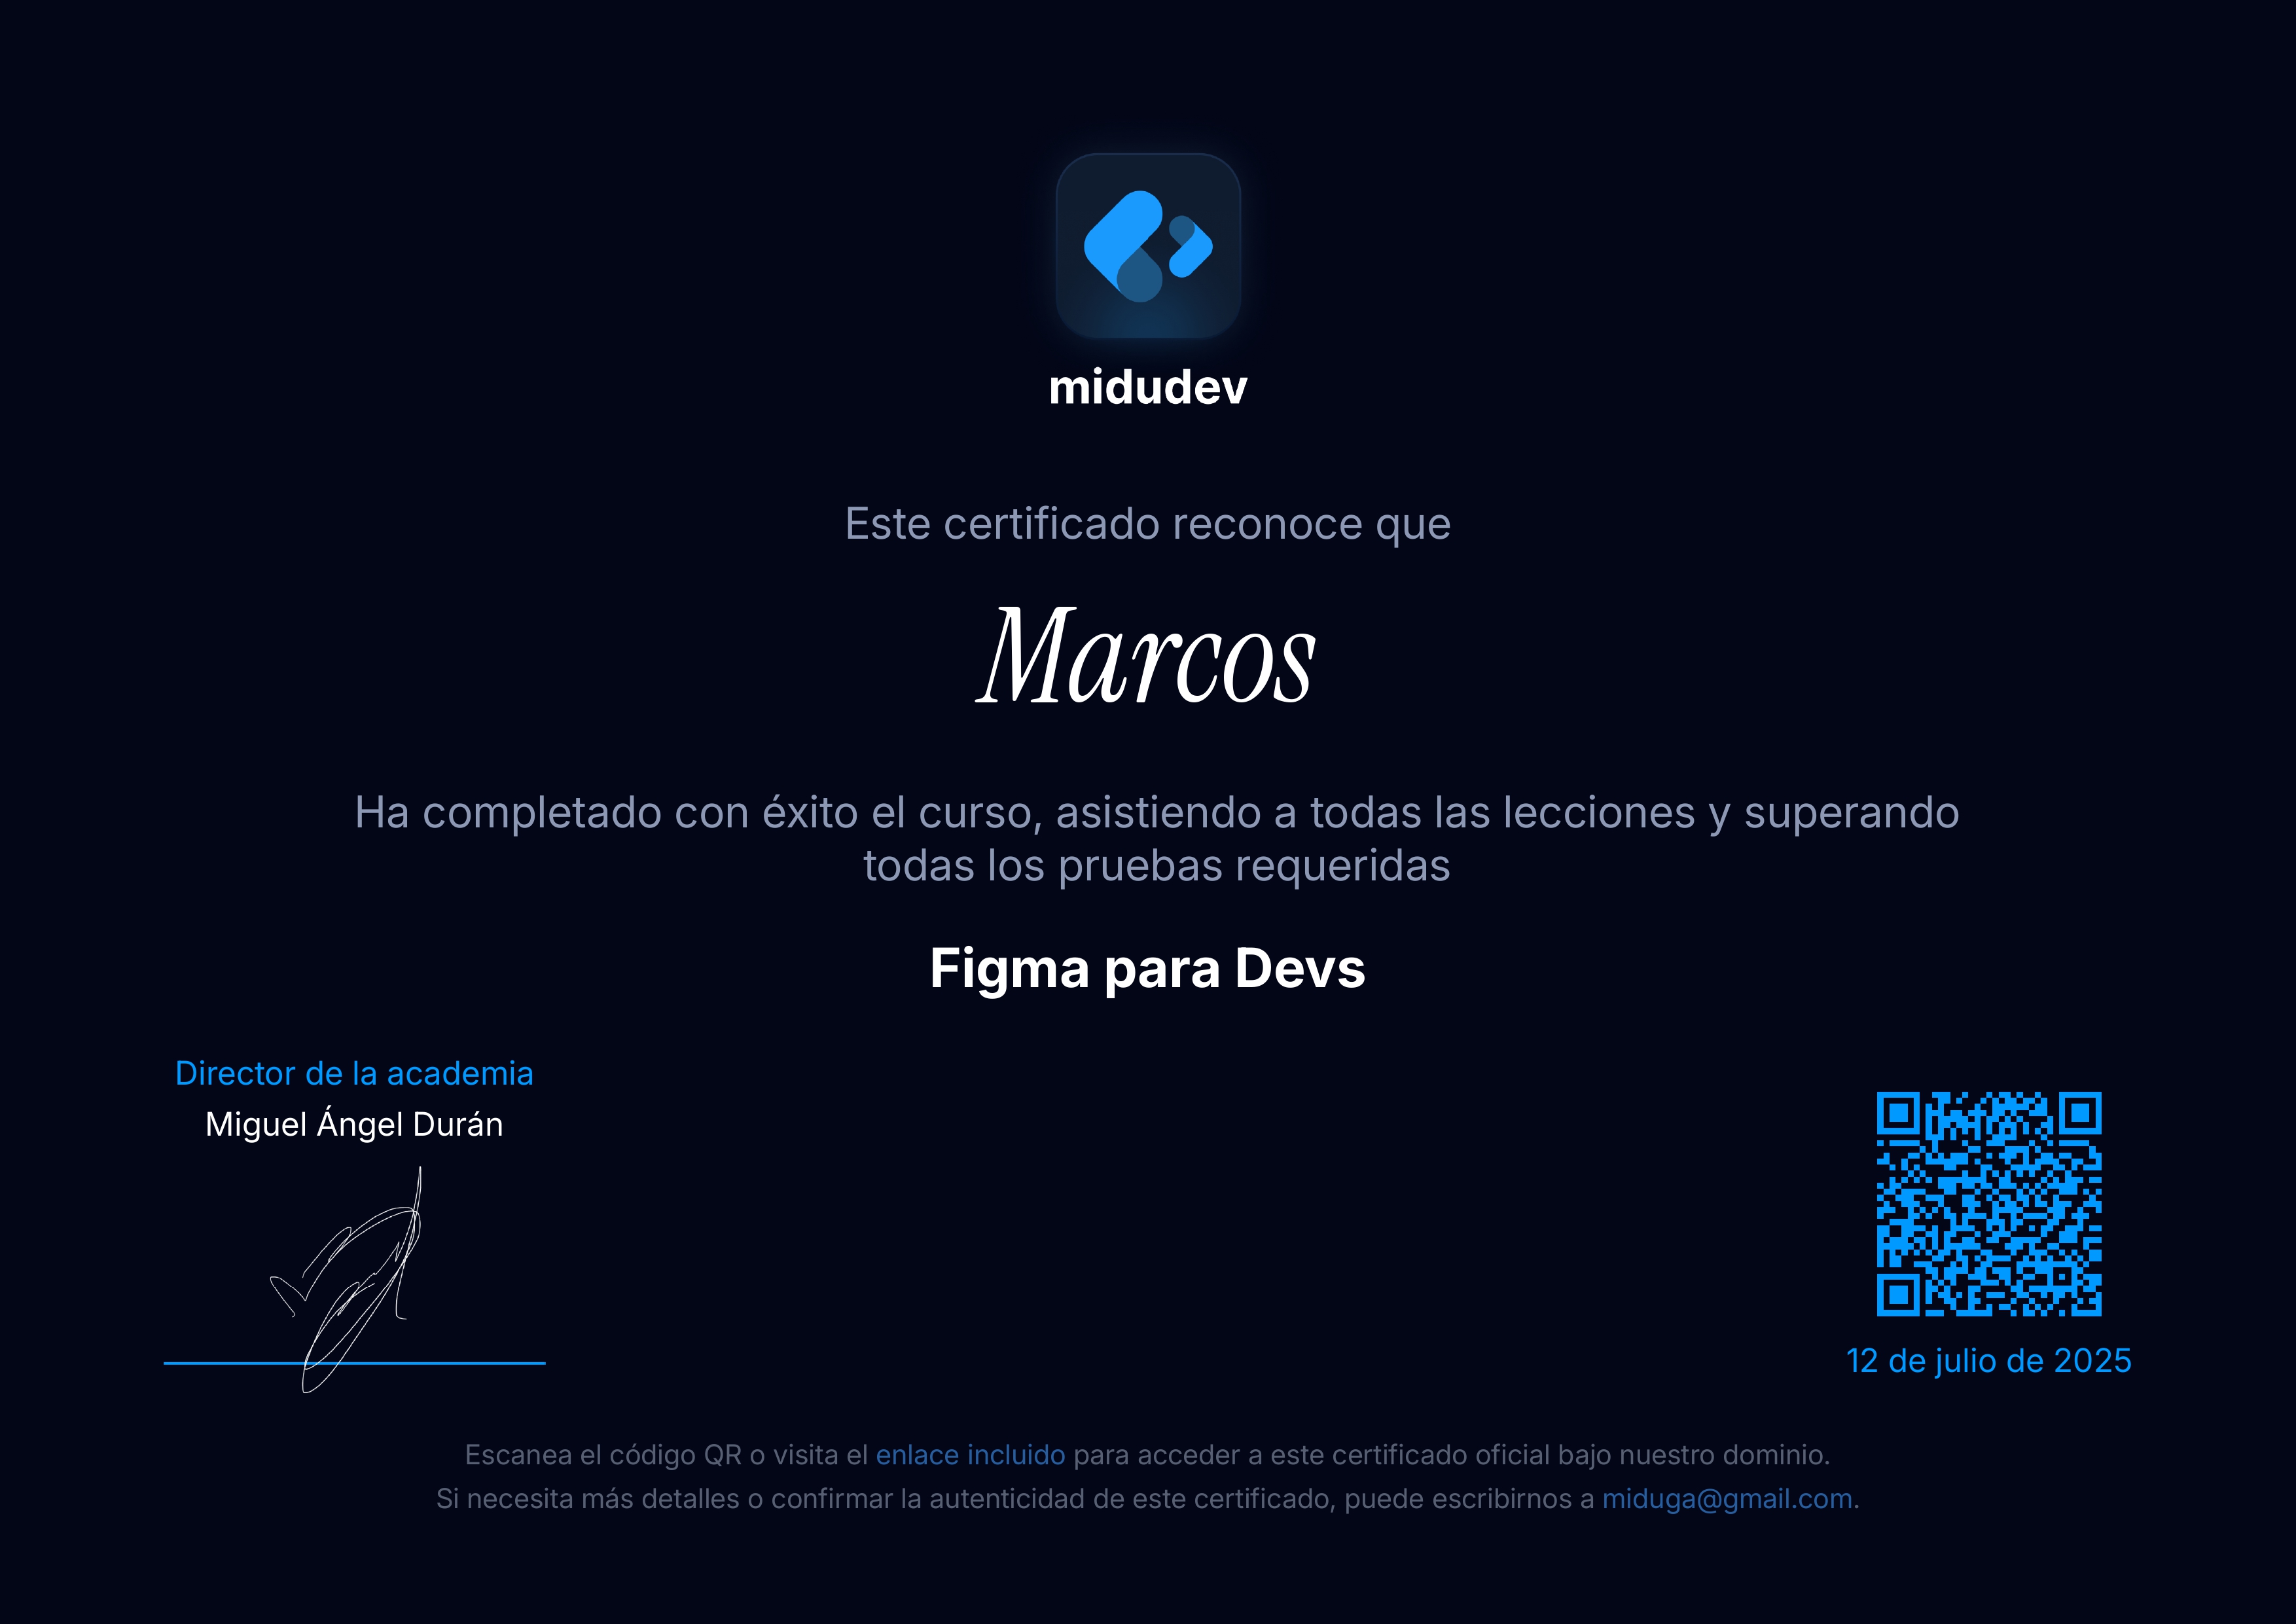 midudev
Este certificado reconoce que
Marcos
Ha completado con éxito el curso, asistiendo a todas las lecciones y superando
todas los pruebas requeridas
Figma para Devs
Director de la academia
Miguel Ángel Durán
12 de julio de 2025
Escanea el código QR o visita el enlace incluido para acceder a este certificado oficial bajo nuestro dominio.
Si necesita más detalles o confirmar la autenticidad de este certificado, puede escribirnos a miduga@gmail.com.